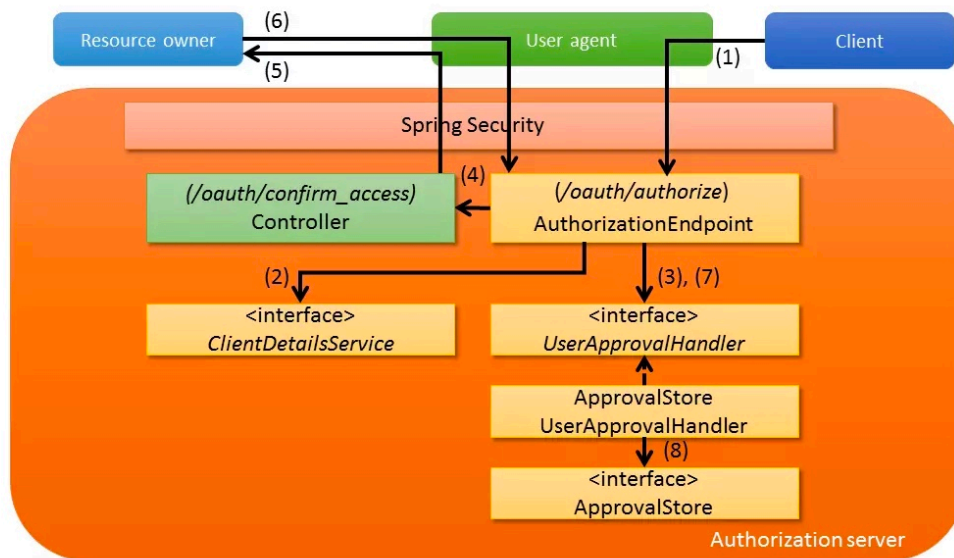 (6)
Resource owner
User agent
Client
(5)
(1)
Spring Security
(/oauth/confirm_access)
Controller
(4)
(/oauth/authorize)
AuthorizationEndpoint
(2)
(3), (7)
<interface>
ClientDetailsService
<interface>
UserApprovalHandler
ApprovalStore
UserApprovalHandler
(8)
<interface>
ApprovalStore
Authorization server